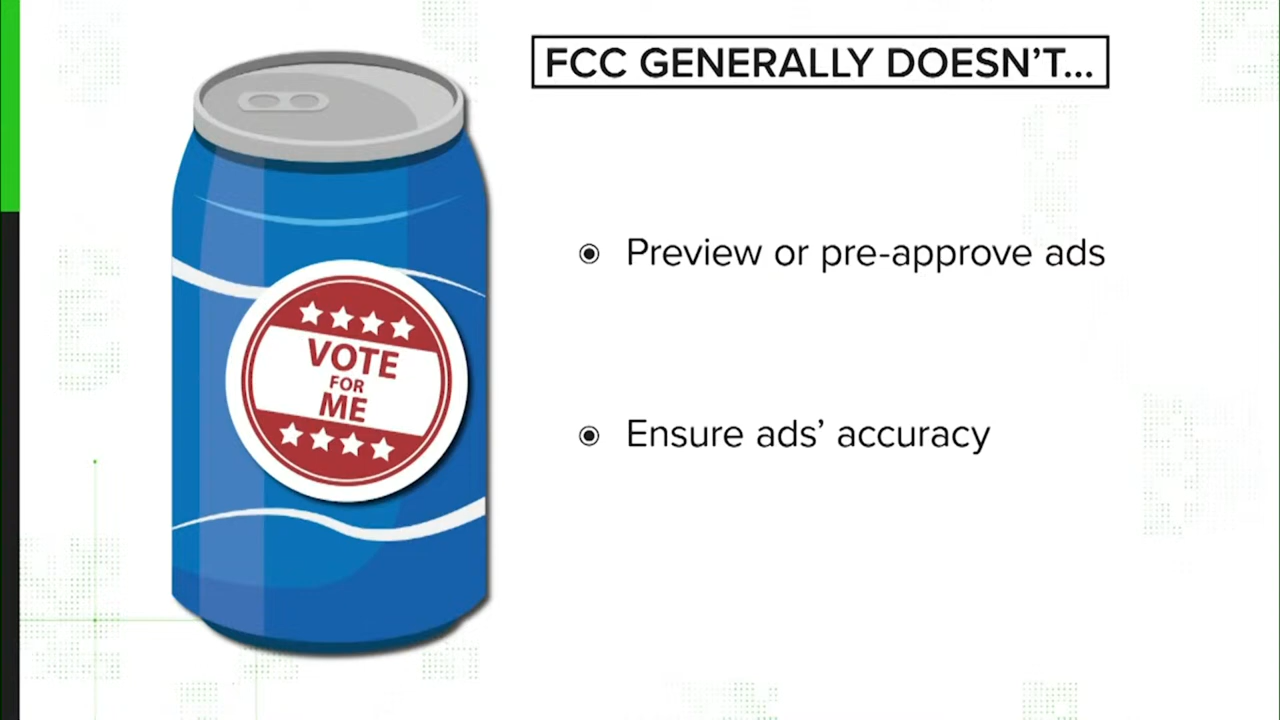 FCC GENERALLY DOESN'T...
Preview or pre-approve ads
Ensure ads' accuracy
VOTE
FOR
ME